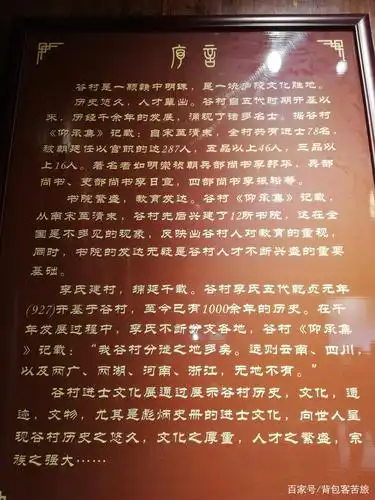 序言
谷村是一颗赣中明珠，是一块庐陵文化胜地。
历史悠久，人才辈出。谷村自五代时期开基以
来，历经千余年的发展，涌现了诸多名士。据谷村
《仰承集》记载：自宋至清末，全村共有进士78名，
被朝廷任以官职的达287人，五品以上46人，三品以
上16人。著名者如明崇祯朝兵部尚书李邦华，兵部
尚书、吏部尚书李日宣，四部尚书李振裕等。
书院繁盛，教育发达。谷村《仰承集》记载，
从南宋至清末，谷村先后兴建了12所书院，这在全
国是不多见的现象，反映出谷村人对教育的重视，
同时，书院的发达无疑是谷村人才不断兴盛的重要
基础。
李氏建村，绵延千载。谷村李氏五代乾贞元年
(927)开基于谷村，至今已有1000余年的历史。在千
年发展过程中，李氏不断分支各地，谷村《仰承集
》记载：“我谷村分徙之地多矣。远则云南、四川，
以及两广、两湖、河南、浙江，无地不有。”
谷村进士文化展通过展示谷村历史，文化，遗
迹，文物，尤其是彪炳史册的进士文化，向世人呈
现谷村历史之悠久，文化之厚重，人才之繁盛，宗
族之强大……
百家号/背包客苦旅